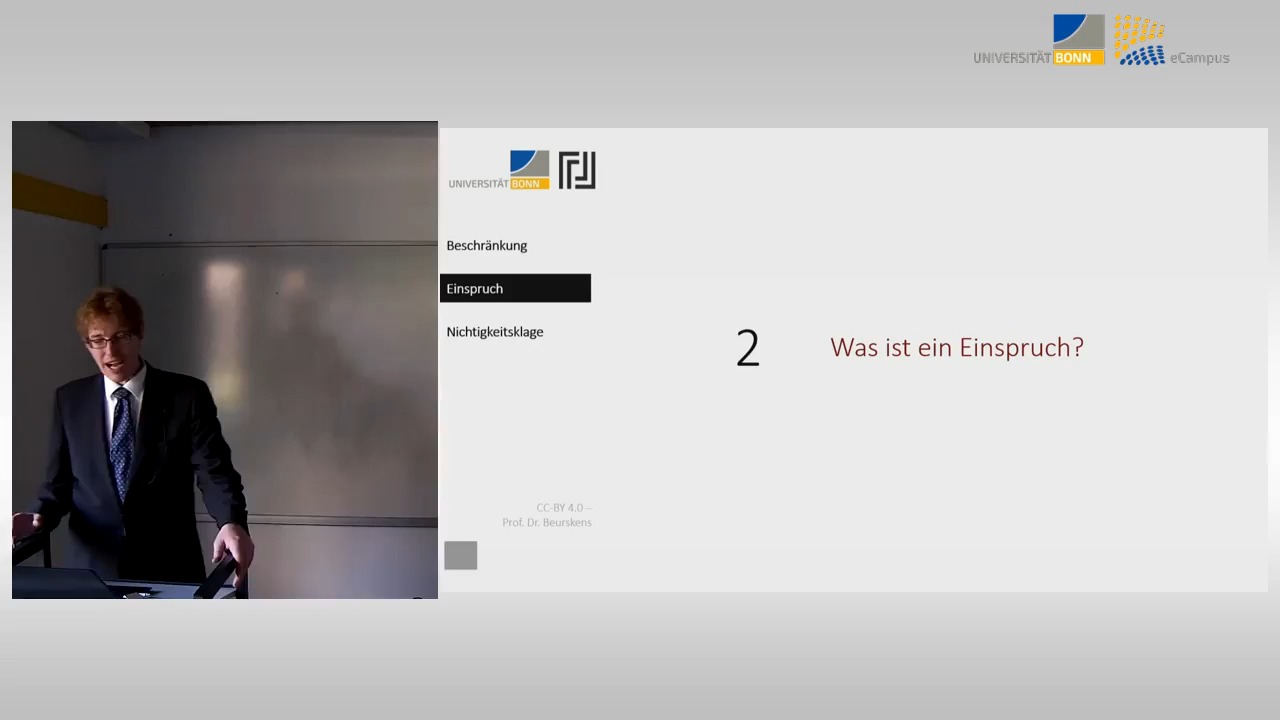 UNIVERSITÄT BONN
eCampus
UNIVERSITÄT BONN
Beschränkung
Einspruch
Nichtigkeitsklage
2 Was ist ein Einspruch?
CC-BY 4.0 –
Prof. Dr. Beurskens